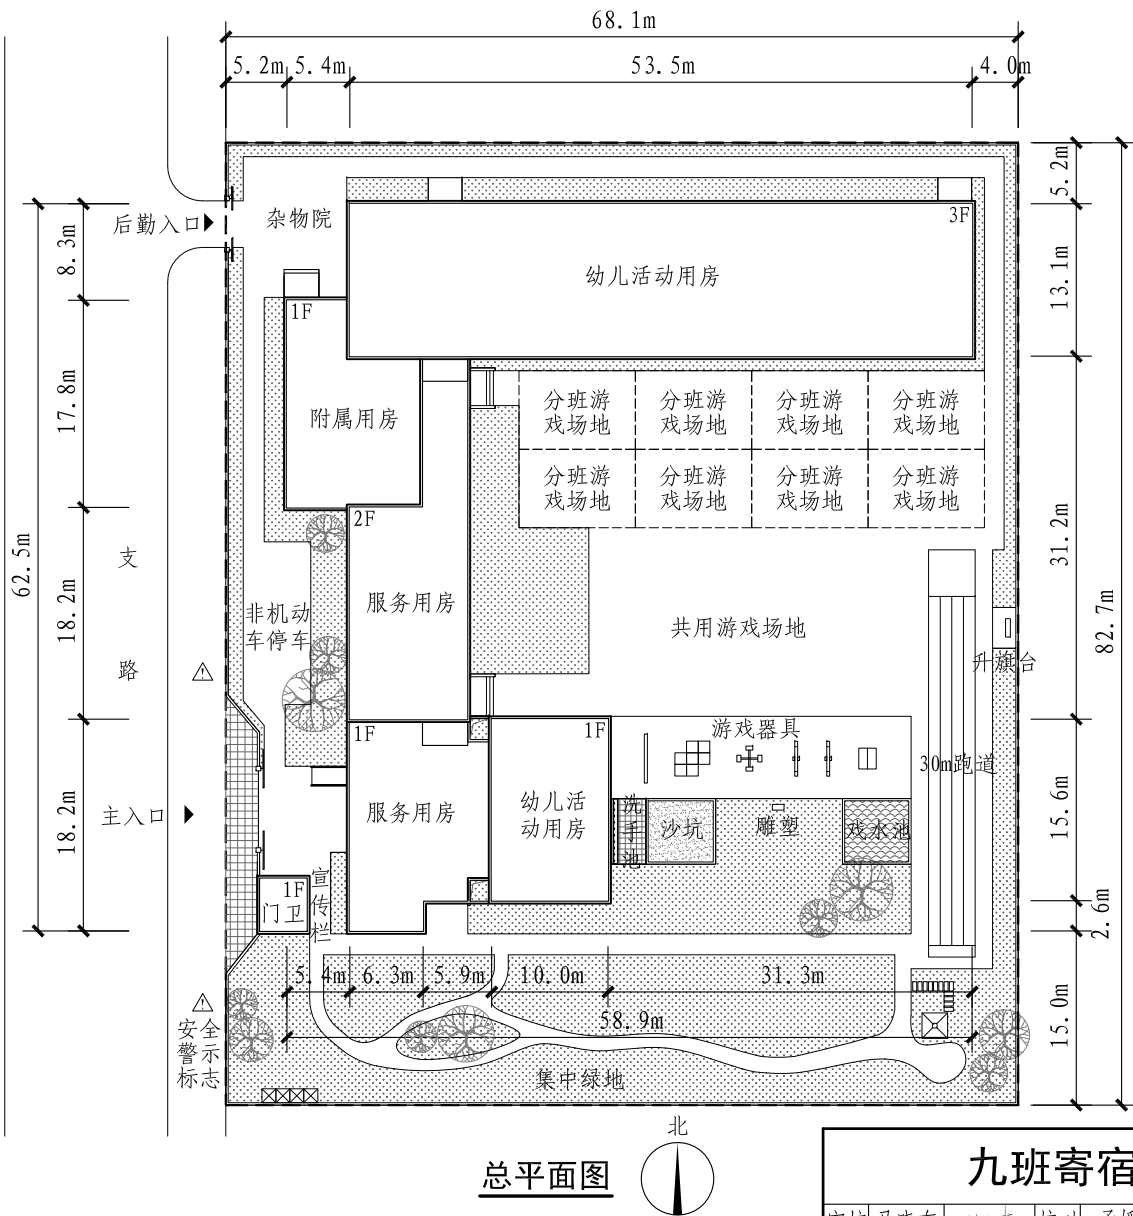 68.1m
5.2m
5.4m
53.5m
4.0m
5.2m
后勤入口
杂物院
3F
8.3m
幼儿活动用房
13.1m
1F
17.8m
附属用房
分班游
戏场地
分班游
戏场地
分班游
戏场地
分班游
戏场地
分班游
戏场地
分班游
戏场地
分班游
戏场地
分班游
戏场地
2F
31.2m
62.5m
支
路
18.2m
非机动
车停车
服务用房
共用游戏场地
82.7m
升旗台
1F
1F
游戏器具
30m跑道
主入口
18.2m
服务用房
幼儿活
动用房
洗手池
沙坑
雕塑
戏水池
15.6m
1F
门卫
宣传栏
2.6m
5.4m
6.3m
5.9m
10.0m
31.3m
58.9m
15.0m
安全
警示
标志
集中绿地
北
总平面图
九班寄宿